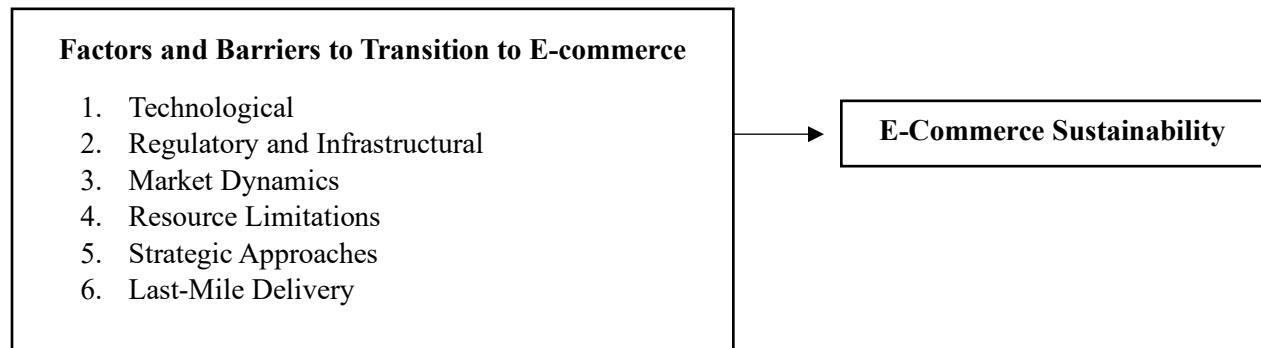 Factors and Barriers to Transition to E-commerce
1. Technological
2. Regulatory and Infrastructural
3. Market Dynamics
4. Resource Limitations
5. Strategic Approaches
6. Last-Mile Delivery
E-Commerce Sustainability